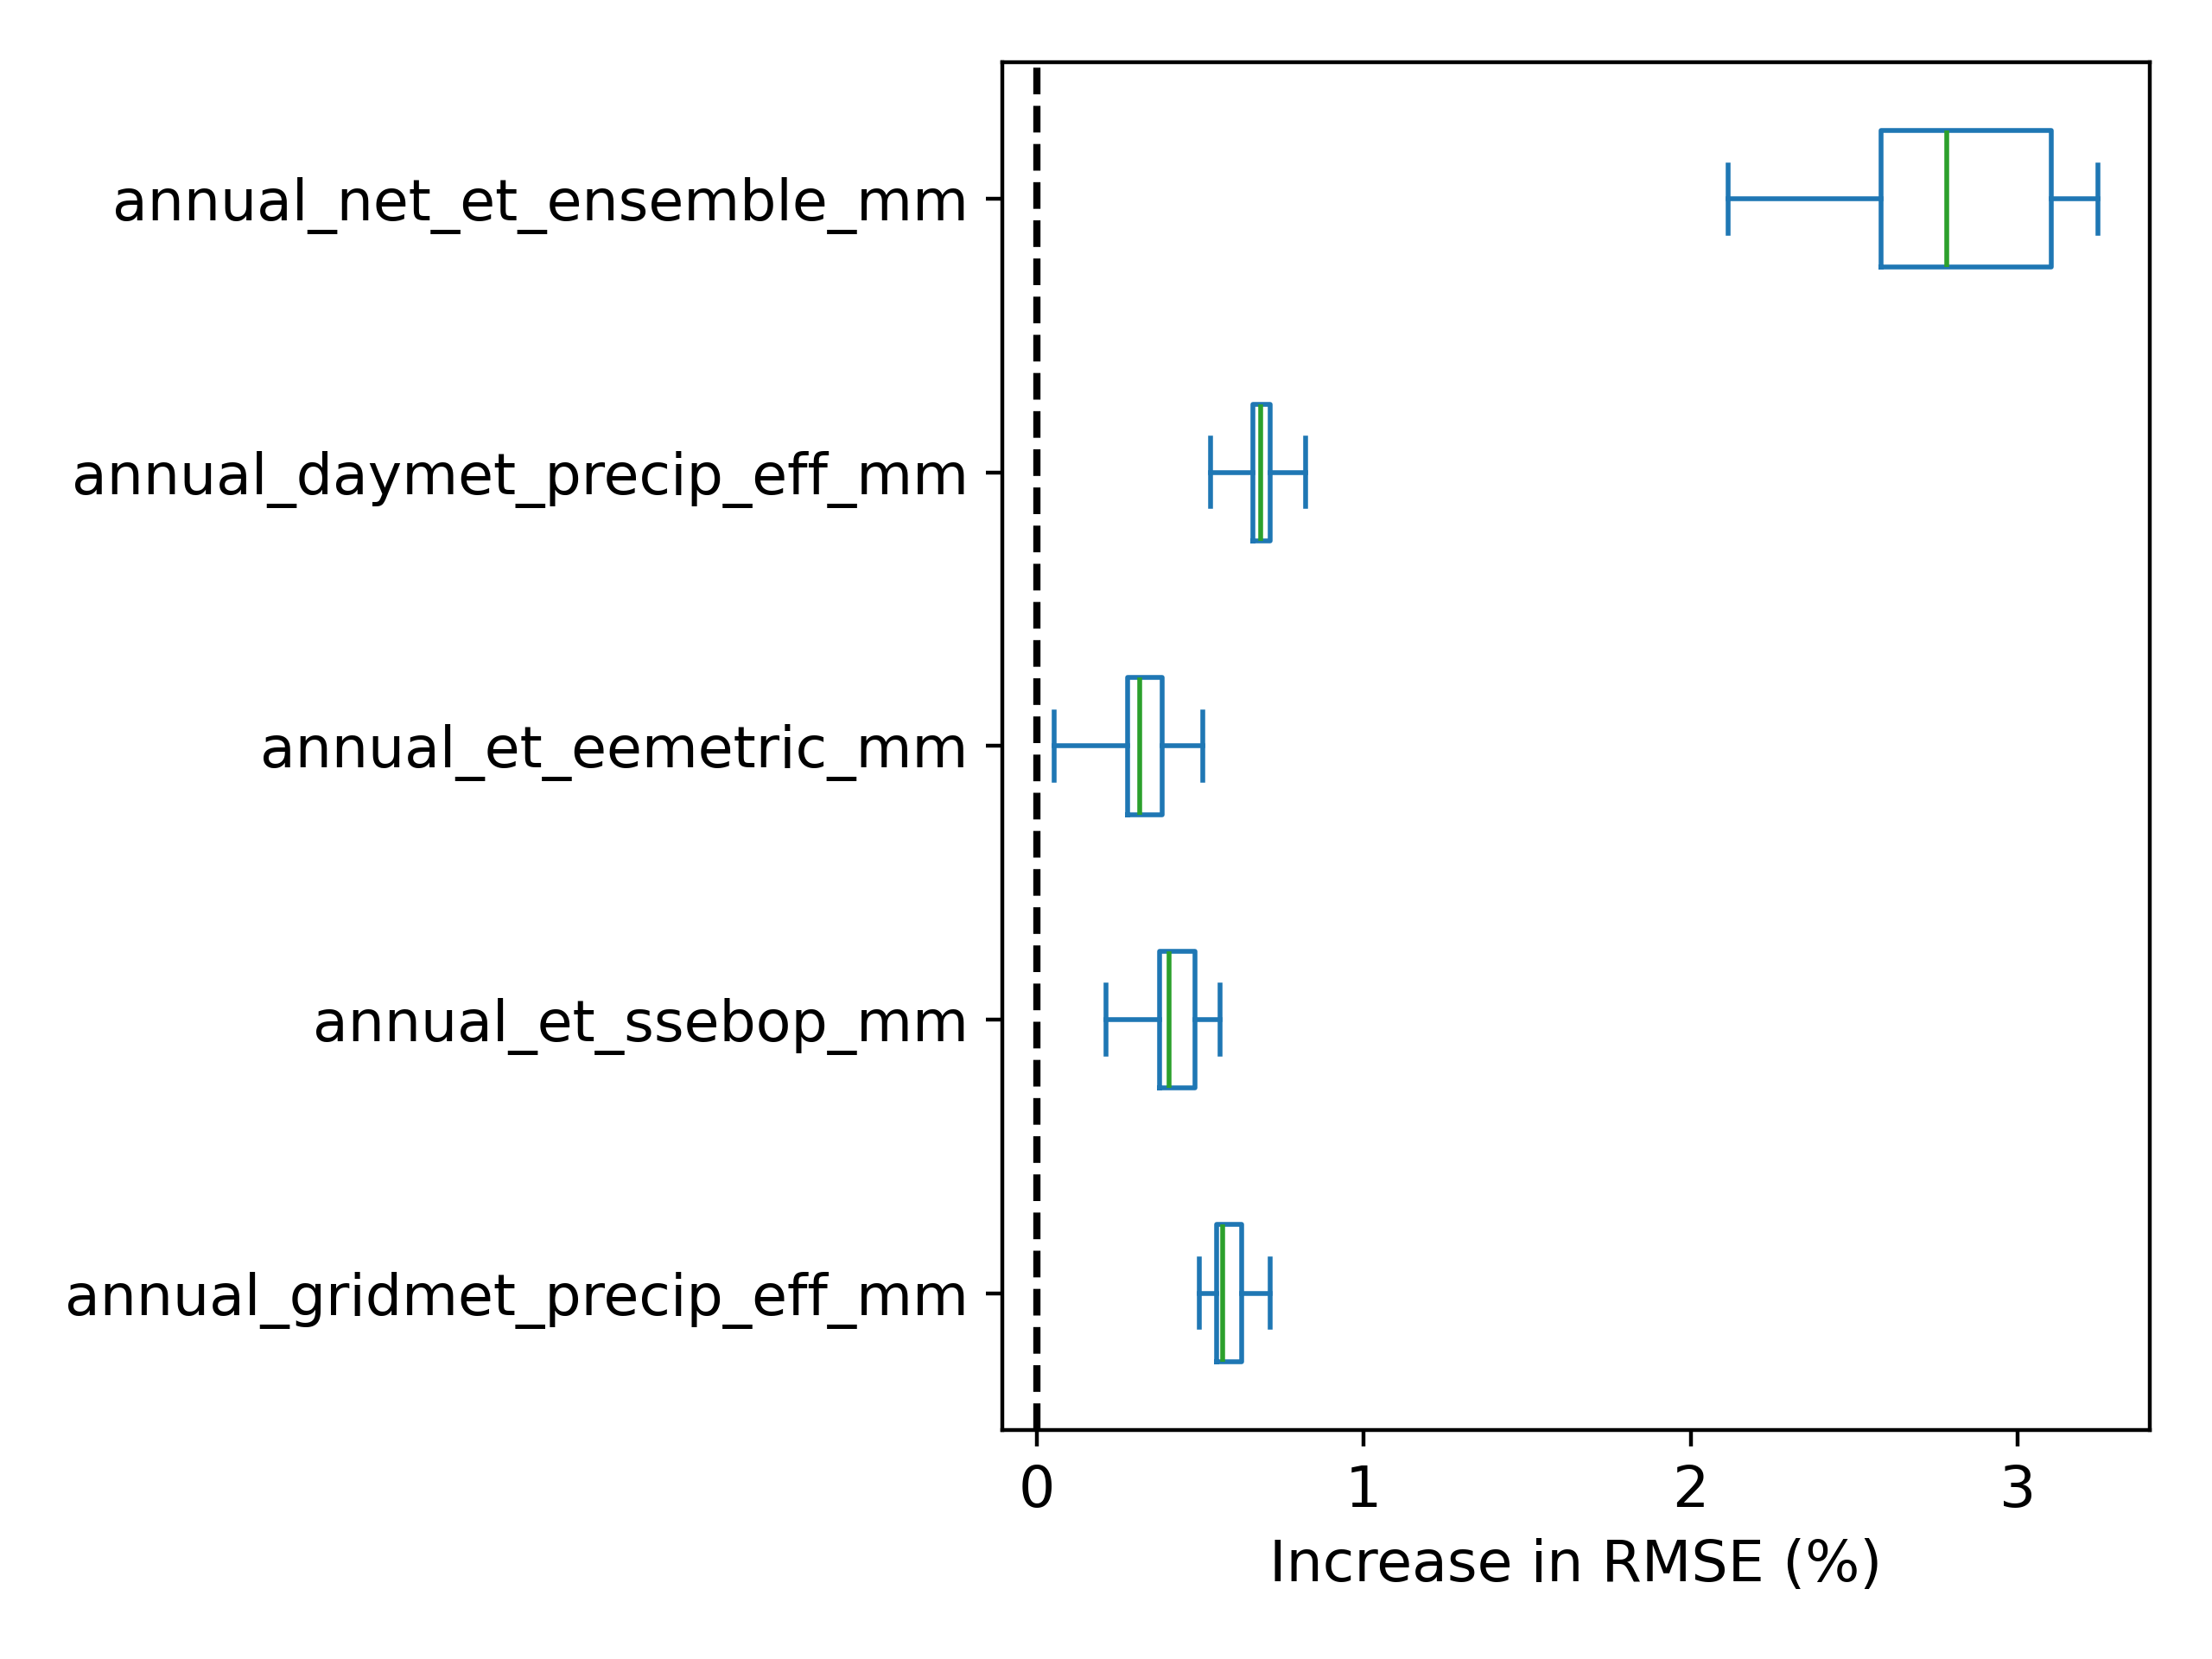 annual_net_et_ensemble_mm
annual_daymet_precip_eff_mm
annual_et_eemetric_mm
annual_et_ssebop_mm
annual_gridmet_precip_eff_mm
0 1 2 3
Increase in RMSE (%)